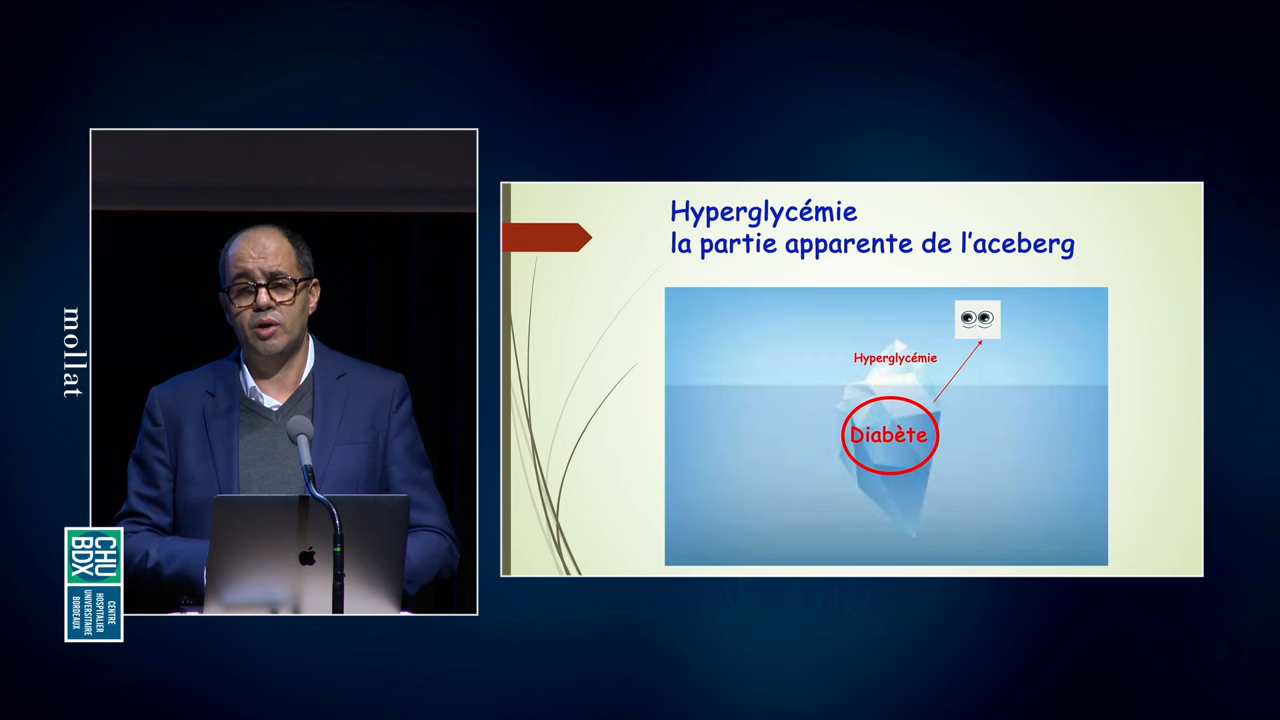 mollat
CHU
BDX
CENTRE
HOSPITALIER
UNIVERSITAIRE
BORDEAUX
Hyperglycémie
la partie apparente de l'aceberg
Hyperglycémie
Diabète